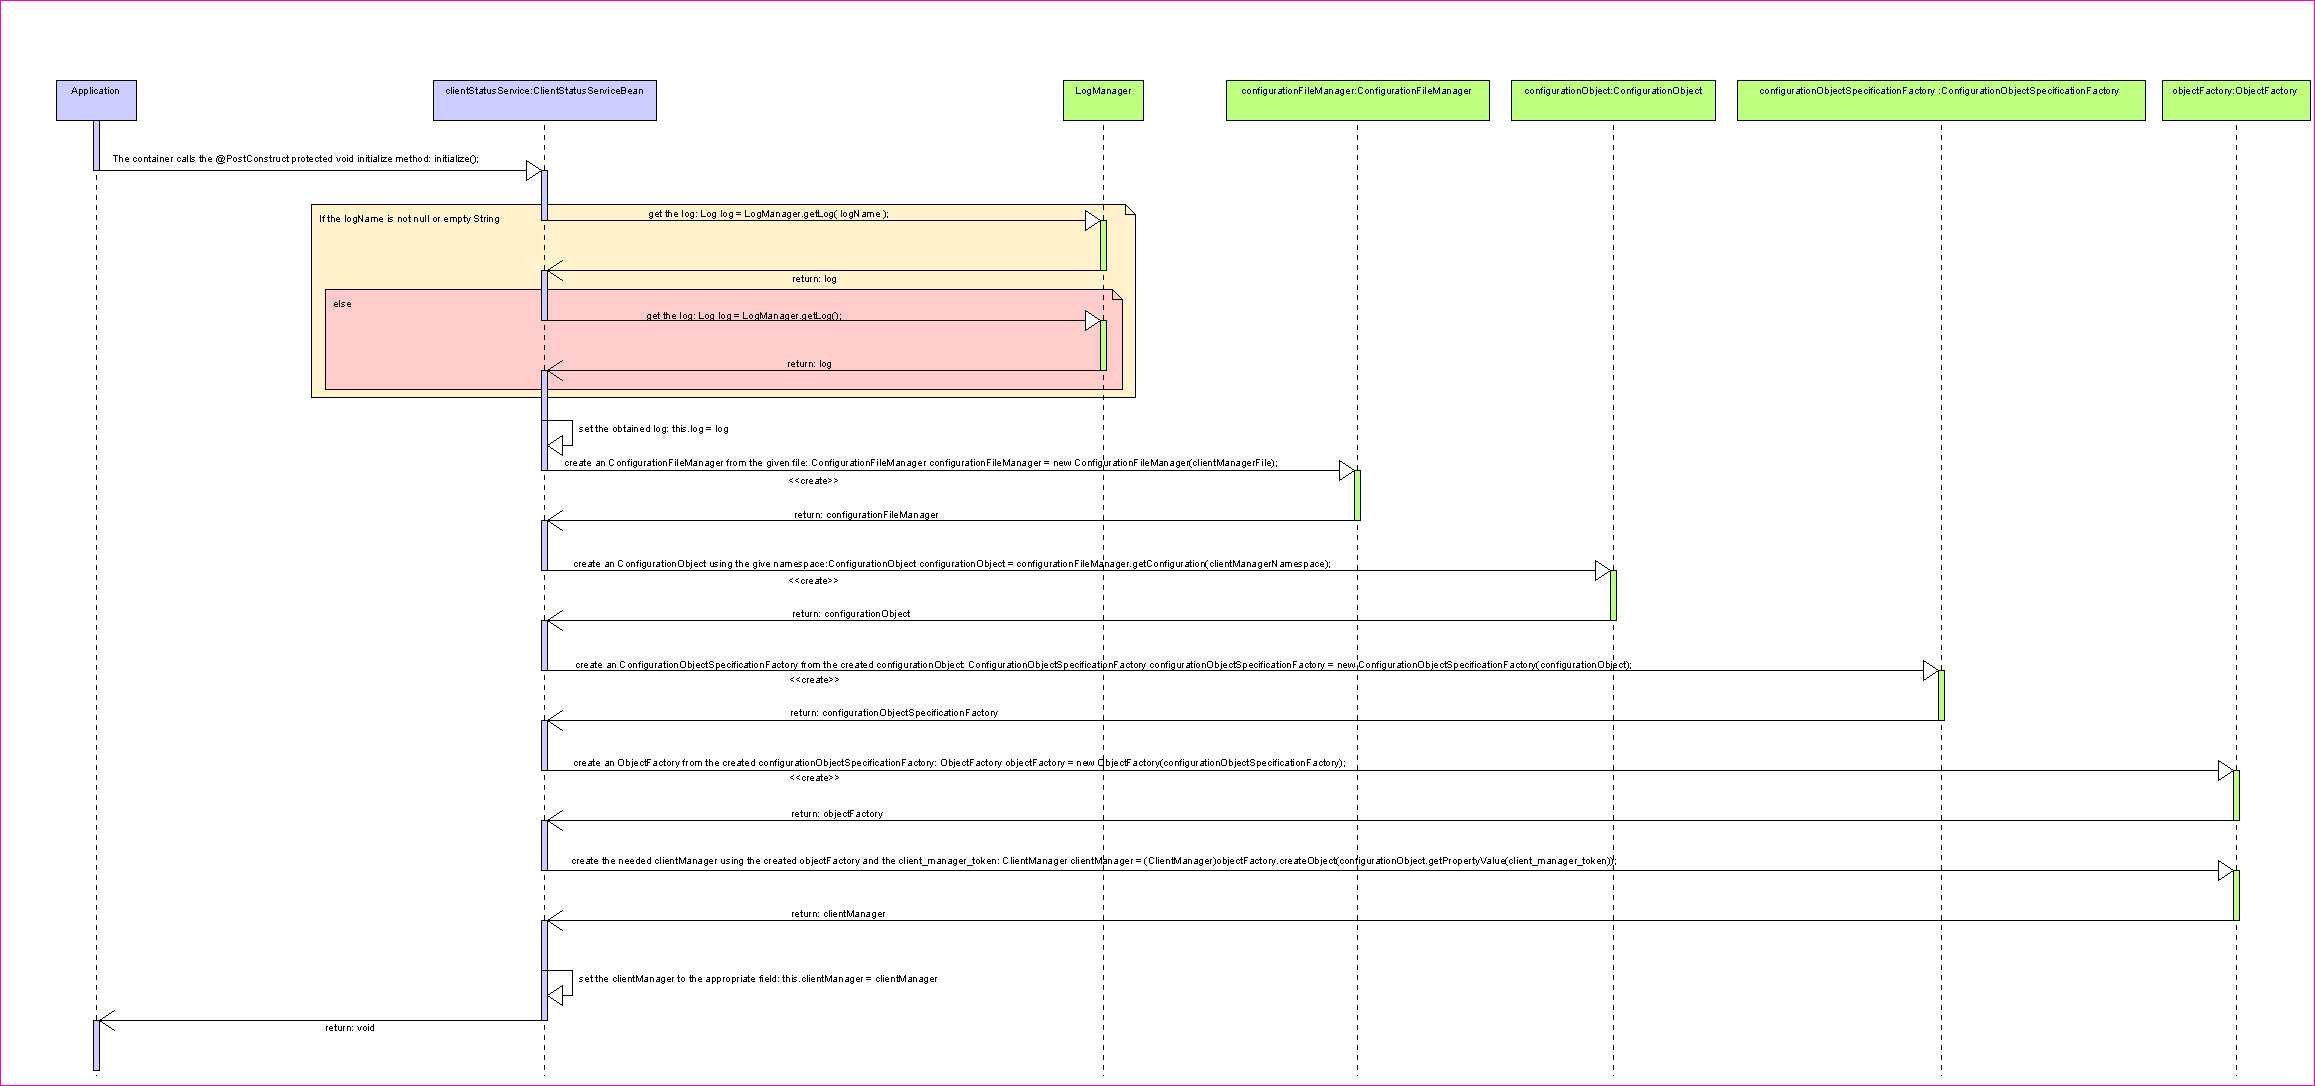 Application
clientStatusService:ClientStatusServiceBean
LogManager
configurationFileManager:ConfigurationFileManager
configurationObject:ConfigurationObject
configurationObjectSpecificationFactory :ConfigurationObjectSpecificationFactory
objectFactory:ObjectFactory
The container calls the @PostConstruct protected void initialize method: initialize();
If the logName is not null or empty String
get the log: Log log = LogManager.getLog( logName );
return: log
else
get the log: Log log = LogManager.getLog();
return: log
set the obtained log: this.log = log
create an ConfigurationFileManager from the given file: ConfigurationFileManager configurationFileManager = new ConfigurationFileManager(clientManagerFile);
<<create>>
return: configurationFileManager
create an ConfigurationObject using the give namespace:ConfigurationObject configurationObject = configurationFileManager.getConfiguration(clientManagerNamespace);
<<create>>
return: configurationObject
create an ConfigurationObjectSpecificationFactory from the created configurationObject: ConfigurationObjectSpecificationFactory configurationObjectSpecificationFactory = new ConfigurationObjectSpecificationFactory(configurationObject);
<<create>>
return: configurationObjectSpecificationFactory
create an ObjectFactory from the created configurationObjectSpecificationFactory: ObjectFactory objectFactory = new ObjectFactory(configurationObjectSpecificationFactory);
<<create>>
return: objectFactory
create the needed clientManager using the created objectFactory and the client_manager_token: ClientManager clientManager = (ClientManager)objectFactory.createObject(configurationObject.getPropertyValue(client_manager_token));
return: clientManager
set the clientManager to the appropriate field: this.clientManager = clientManager
return: void